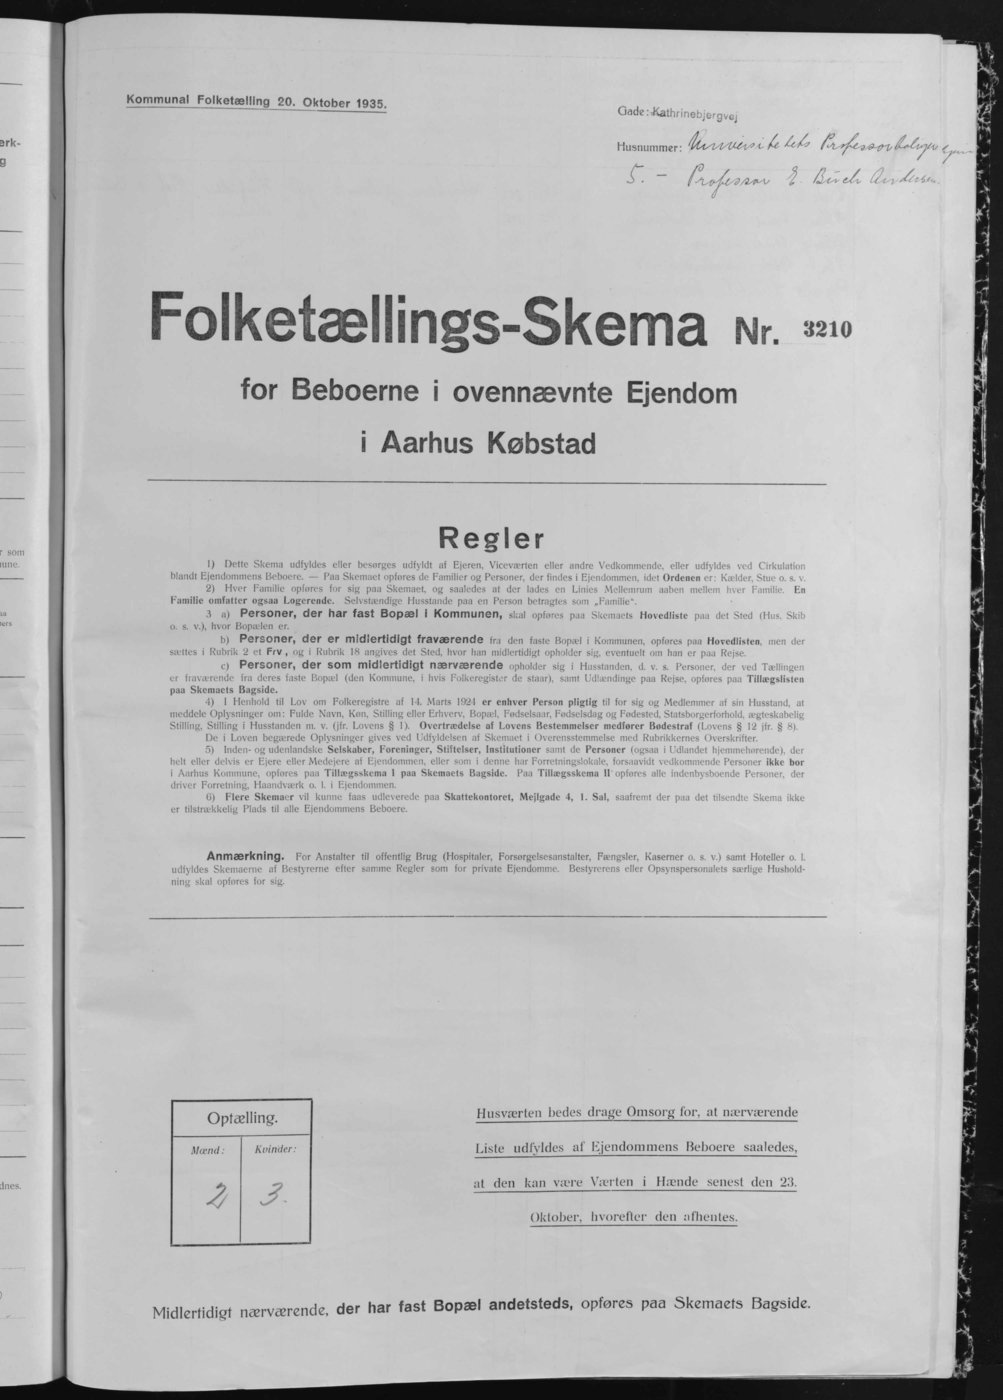 Kommunal Folketælling 20. Oktober 1935.
Gade: Kathrinebjergvej
Husnummer: Universitetets Professorboliger
5. — Professor E. Buch Andersen
Folketællings-Skema Nr. 3210
for Beboerne i ovennævnte Ejendom
i Aarhus Købstad
Regler
1) Dette Skema udfyldes eller besørges udfyldt af Ejeren, Viceværten eller andre Vedkommende, eller udfyldes ved Cirkulation
blandt Ejendommens Beboere. — Paa Skemaet opføres de Familier og Personer, der findes i Ejendommen, idet Ordenen er: Kælder, Stue o. s. v.
2) Hver Familie opføres for sig paa Skemaet, og saaledes at der lades en Linies Mellemrum aaben mellem hver Familie. En
Familie omfatter ogsaa Logerende. Selvstændige Husstande paa en Person betragtes som „Familie“.
3 a) Personer, der har fast Bopæl i Kommunen, skal opføres paa Skemaets Hovedliste paa det Sted (Hus, Skib
o. s. v.), hvor Bopælen er.
b) Personer, der er midlertidigt fraværende fra den faste Bopæl i Kommunen, opføres paa Hovedlisten, men der
sættes i Rubrik 2 et Frv, og i Rubrik 18 angives det Sted, hvor han midlertidigt opholder sig, eventuelt om han er paa Rejse.
c) Personer, der som midlertidigt nærværende opholder sig i Husstanden, d. v. s. Personer, der ved Tællingen
er fraværende fra deres faste Bopæl (den Kommune, i hvis Folkeregister de staar), samt Udlændinge paa Rejse, opføres paa Tillægslisten
paa Skemaets Bagside.
4) I Henhold til Lov om Folkeregistre af 14. Marts 1924 er enhver Person pligtig til for sig og Medlemmer af sin Husstand, at
meddele Oplysninger om: Fulde Navn, Køn, Stilling eller Erhverv, Bopæl, Fødselsaar, Fødselsdag og Fødested, Statsborgerforhold, ægteskabelig
Stilling, Stilling i Husstanden m. v. (jfr. Lovens § 1). Overtrædelse af Lovens Bestemmelser medfører Bødestraf (Lovens § 12 jfr. § 8).
De i Loven begærede Oplysninger gives ved Udfyldelsen af Skemaet i Overensstemmelse med Rubrikkernes Overskrifter.
5) Inden- og udenlandske Selskaber, Foreninger, Stiftelser, Institutioner samt de Personer (ogsaa i Udlandet hjemmehørende), der
helt eller delvis er Ejere eller Medejere af Ejendommen, eller som i denne har Forretningslokale, forsaavidt vedkommende Personer ikke bor
i Aarhus Kommune, opføres paa Tillægsskema I paa Skemaets Bagside. Paa Tillægsskema II opføres alle indenbysboende Personer, der
driver Forretning, Haandværk o. l. i Ejendommen.
6) Flere Skemaer vil kunne faas udleverede paa Skattekontoret, Mejlgade 4, 1. Sal, saafremt der paa det tilsendte Skema ikke
er tilstrækkelig Plads til alle Ejendommens Beboere.
Anmærkning. For Anstalter til offentlig Brug (Hospitaler, Forsørgelsesanstalter, Fængsler, Kaserner o. s. v.) samt Hoteller o. l.
udfyldes Skemaerne af Bestyrerne efter samme Regler som for private Ejendomme. Bestyrerens eller Opsynspersonalets særlige Hushold-
ning skal opføres for sig.
Optælling.
Mænd: Kvinder:
2 3.
Husværten bedes drage Omsorg for, at nærværende
Liste udfyldes af Ejendommens Beboere saaledes,
at den kan være Værten i Hænde senest den 23.
Oktober, hvorefter den afhentes.
Midlertidigt nærværende, der har fast Bopæl andetsteds, opføres paa Skemaets Bagside.